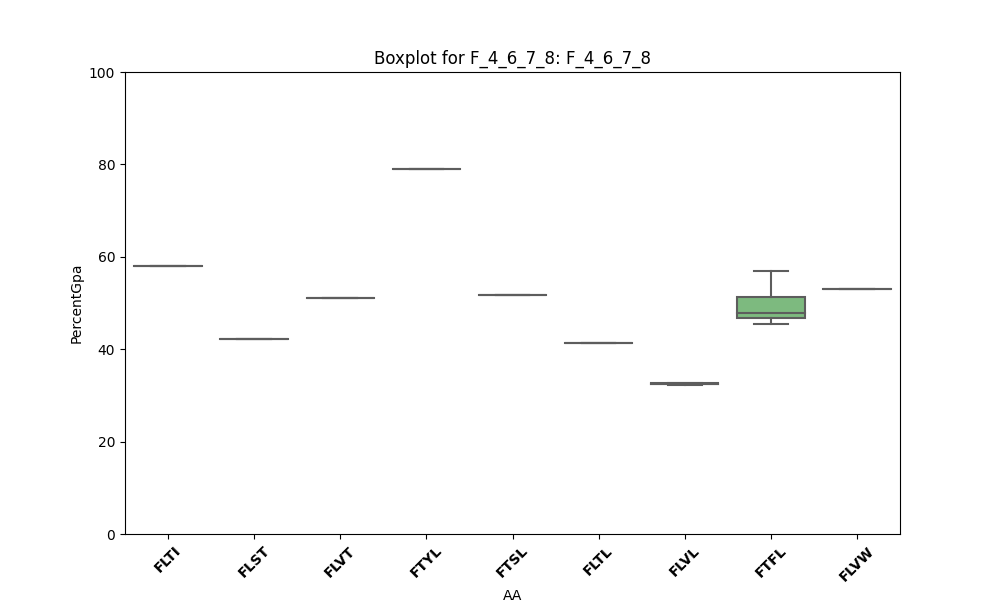 Boxplot for F_4_6_7_8: F_4_6_7_8
100
80
60
40
20
0
PercentGpa
FLTI
FLST
FLVT
FTYL
FTSL
FLTL
FLVL
FTFL
FLVW
AA